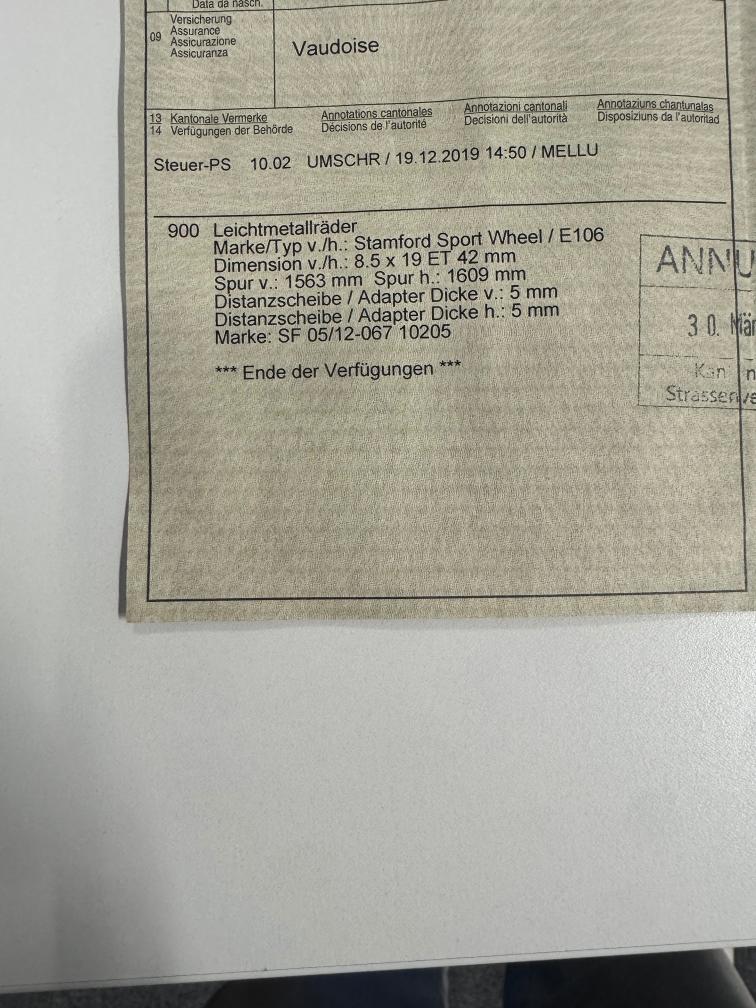 Data da nasch.
Versicherung
09 Assurance
Assicurazione
Assicuranza
Vaudoise
13 Kantonale Vermerke Annotations cantonales Annotazioni cantonali Annotaziuns chantunalas
14 Verfügungen der Behörde Décisions de l'autorité Decisioni dell'autorità Disposiziuns da l'autoritad
Steuer-PS 10.02 UMSCHR / 19.12.2019 14:50 / MELLU
900 Leichtmetallräder
Marke/Typ v./h.: Stamford Sport Wheel / E106
Dimension v./h.: 8.5 x 19 ET 42 mm
Spur v.: 1563 mm Spur h.: 1609 mm
Distanzscheibe / Adapter Dicke v.: 5 mm
Distanzscheibe / Adapter Dicke h.: 5 mm
Marke: SF 05/12-067 10205
*** Ende der Verfügungen ***
ANNU
30. Mär
Kan n
Strassenve